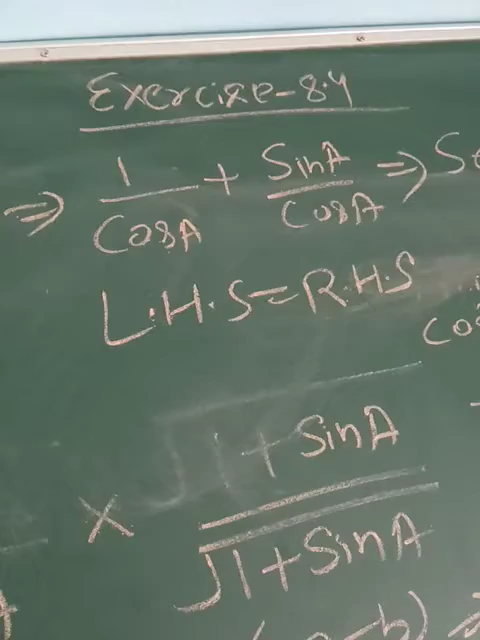 Exercise-8.4
⇒ 1/CosA + SinA/CosA ⇒ S
L.H.S=R.H.S
× √1+SinA
√1+SinA